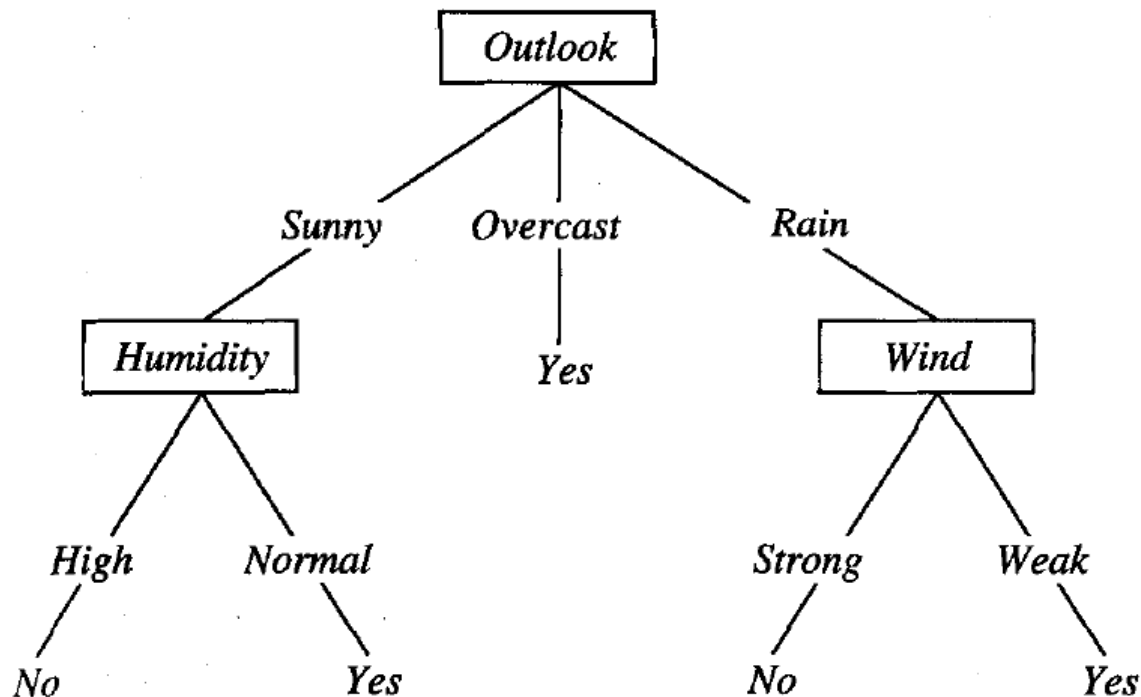 Outlook
Sunny Overcast Rain
Humidity Yes Wind
High Normal Strong Weak
No Yes No Yes